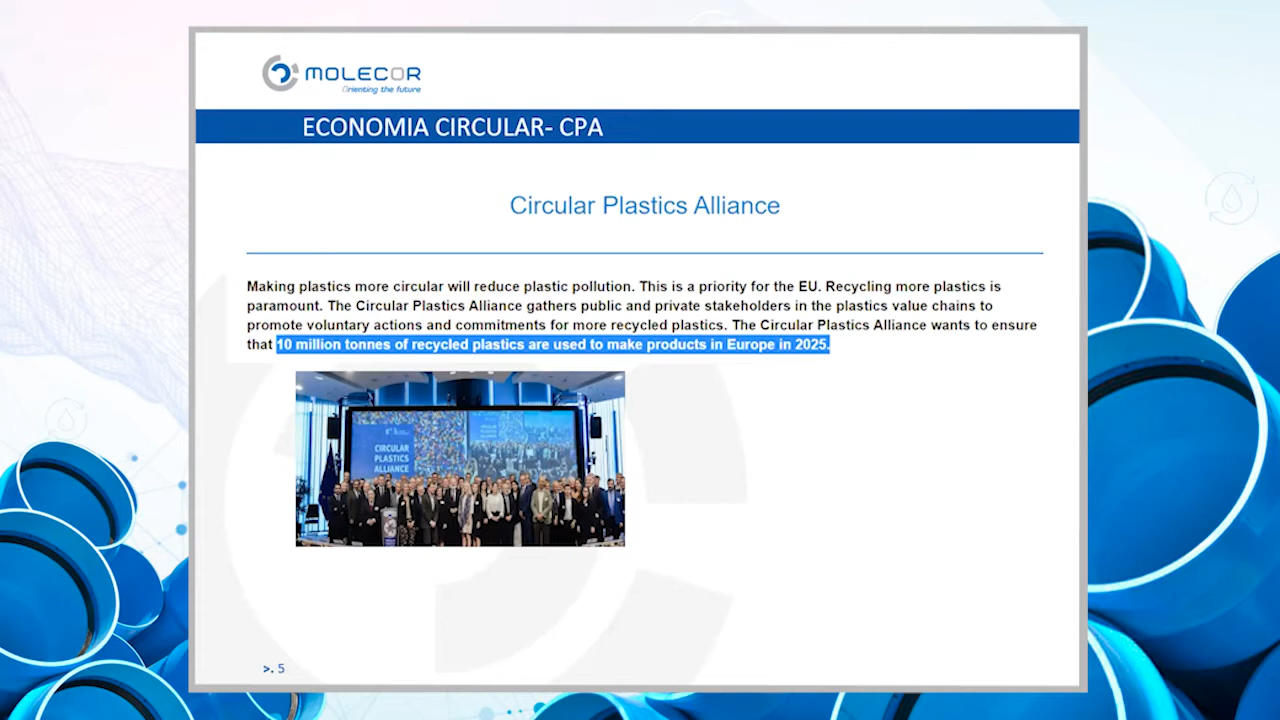 MOLECOR
Orienting the future
ECONOMIA CIRCULAR- CPA
Circular Plastics Alliance
Making plastics more circular will reduce plastic pollution. This is a priority for the EU. Recycling more plastics is
paramount. The Circular Plastics Alliance gathers public and private stakeholders in the plastics value chains to
promote voluntary actions and commitments for more recycled plastics. The Circular Plastics Alliance wants to ensure
that 10 million tonnes of recycled plastics are used to make products in Europe in 2025.
CIRCULAR
PLASTICS
ALLIANCE
>. 5